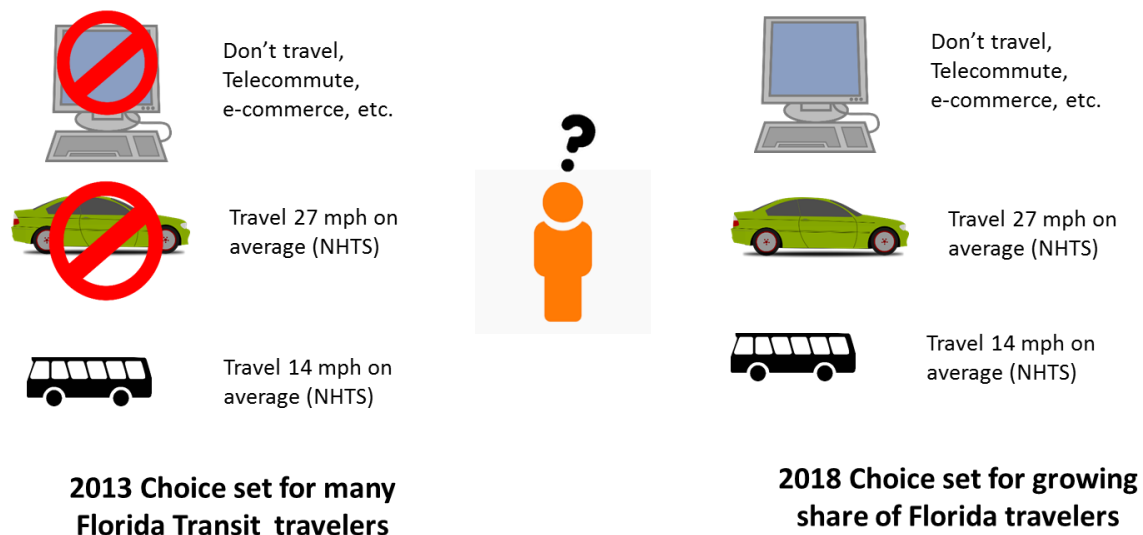 Don’t travel,
Telecommute,
e-commerce, etc.
Travel 27 mph on
average (NHTS)
Travel 14 mph on
average (NHTS)
2013 Choice set for many
Florida Transit  travelers
?
Don’t travel,
Telecommute,
e-commerce, etc.
Travel 27 mph on
average (NHTS)
Travel 14 mph on
average (NHTS)
2018 Choice set for growing
share of Florida travelers